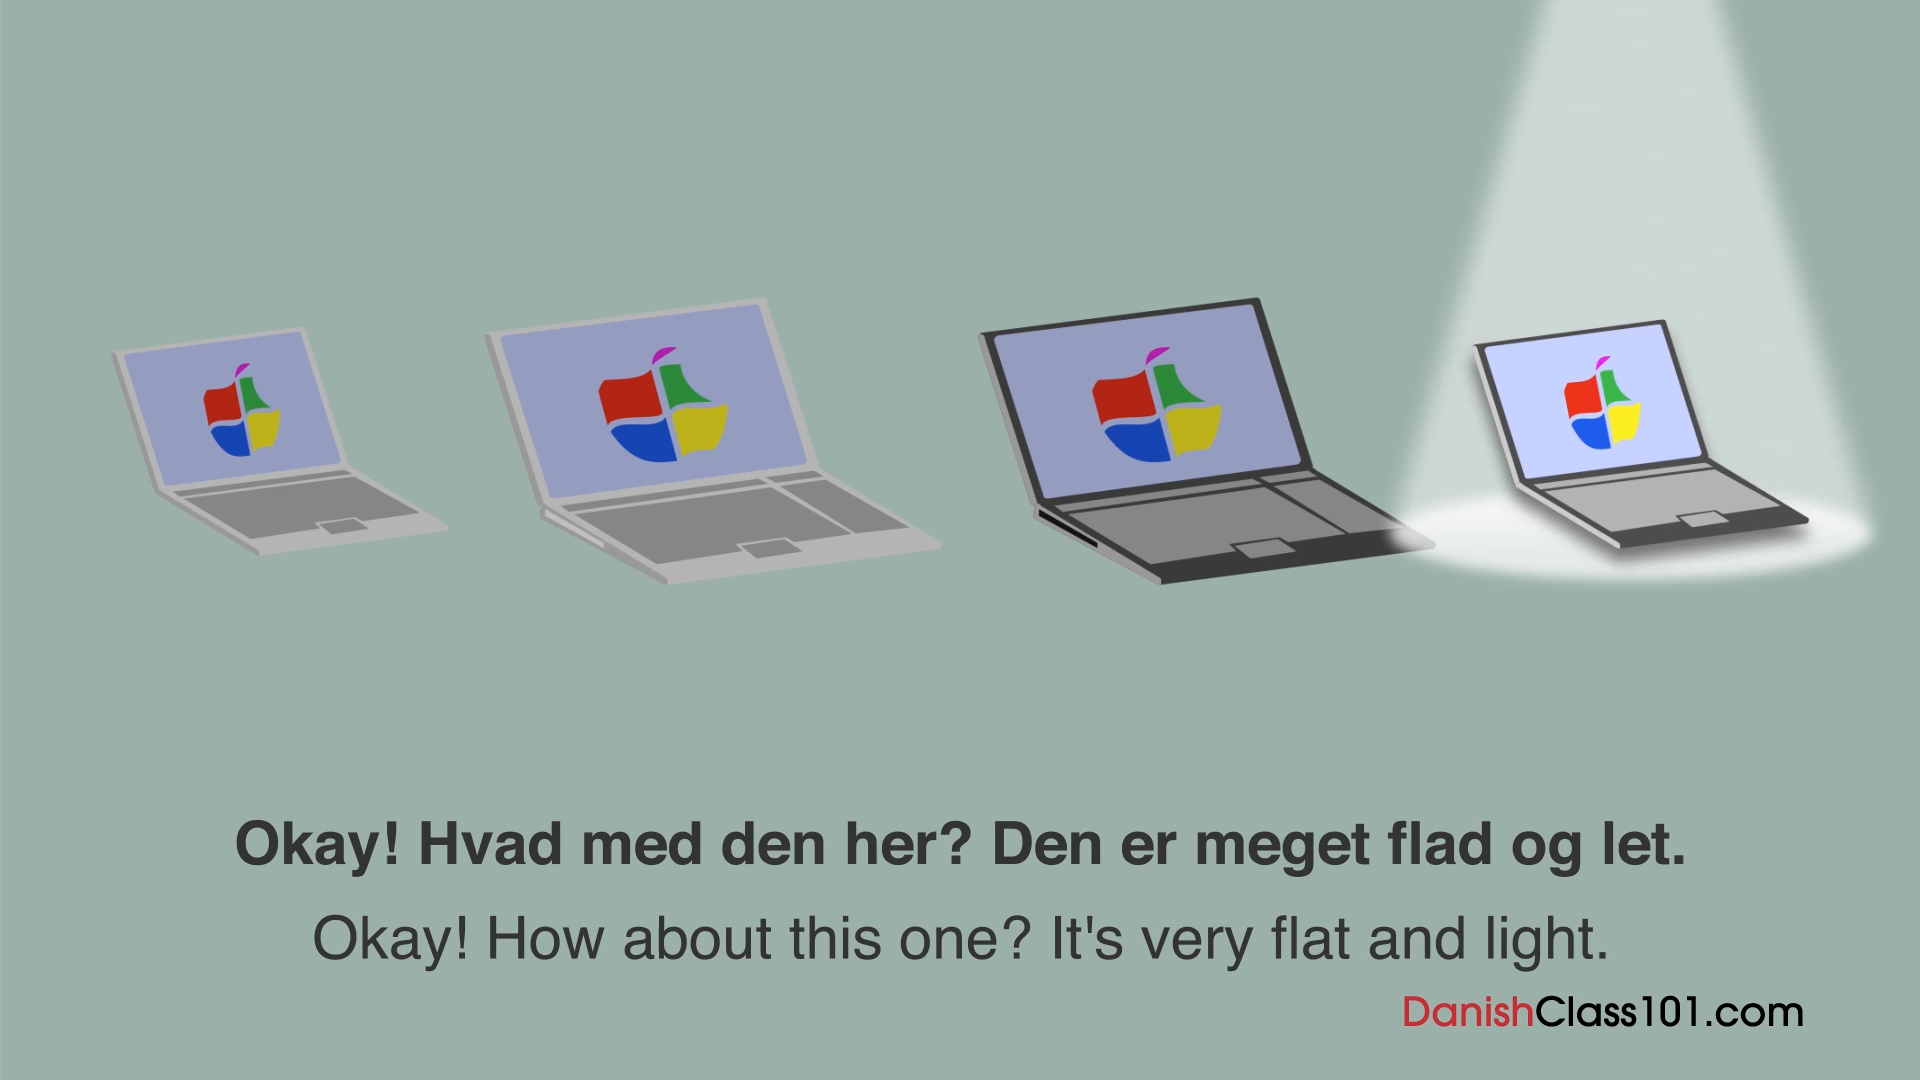 Okay! Hvad med den her? Den er meget flad og let.
Okay! How about this one? It's very flat and light.
DanishClass101.com